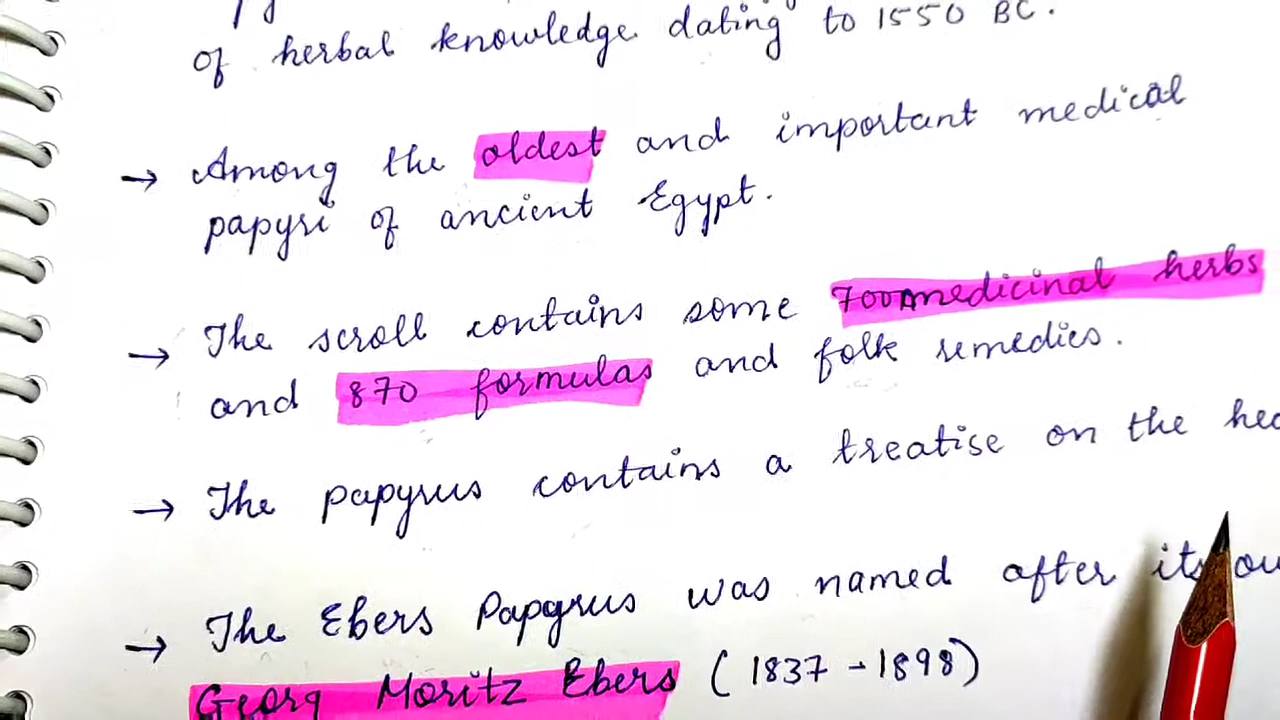 of herbal knowledge dating to 1550 BC.
→ Among the oldest and important medical
papyri of ancient Egypt.
→ The scroll contains some 700 medicinal herbs
and 870 formulas and folk remedies.
→ The papyrus contains a treatise on the
→ The Ebers Papyrus was named after its
Georg Moritz Ebers (1837 - 1898)